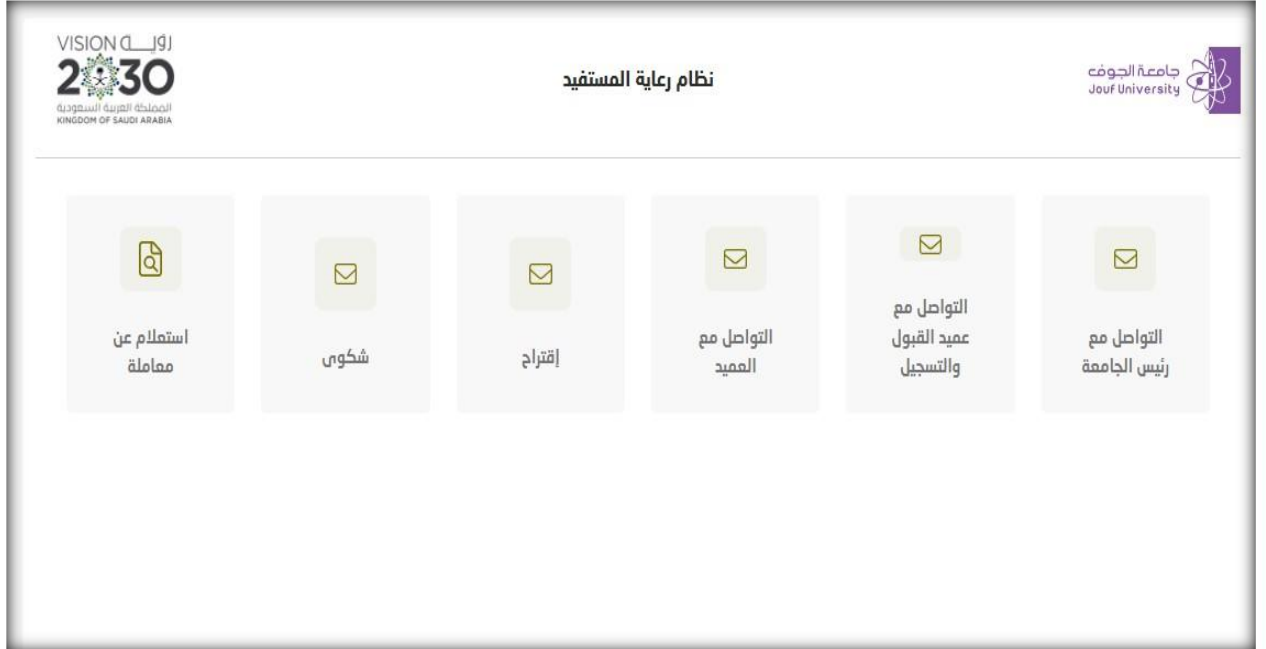 جامعة الجوف
Jouf University
نظام رعاية المستفيد
VISION رؤيــة
2030
المملكة العربية السعودية
KINGDOM OF SAUDI ARABIA
التواصل مع
رئيس الجامعة
التواصل مع
عميد القبول
والتسجيل
التواصل مع
العميد
إقتراح
شكوى
استعلام عن
معاملة